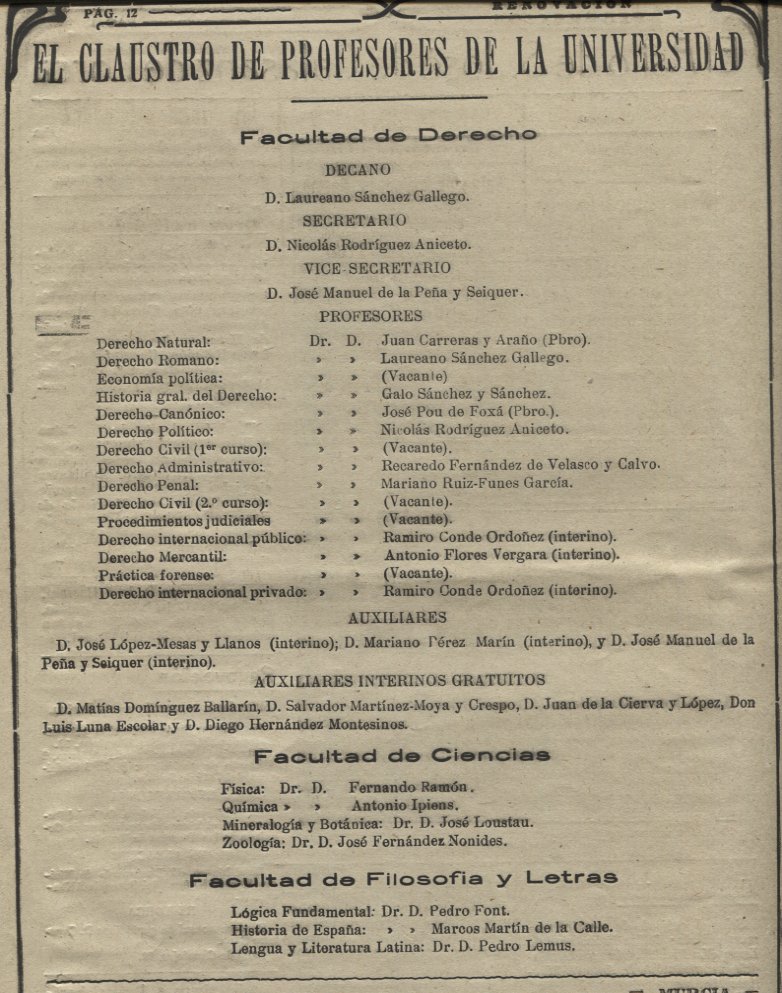 PÁG. 12
RENOVACIÓN
EL CLAUSTRO DE PROFESORES DE LA UNIVERSIDAD
Facultad de Derecho
DECANO
D. Laureano Sánchez Gallego.
SECRETARIO
D. Nicolás Rodríguez Aniceto.
VICE-SECRETARIO
D. José Manuel de la Peña y Seiquer.
PROFESORES
Derecho Natural: Dr. D. Juan Carreras y Araño (Pbro).
Derecho Romano: » » Laureano Sánchez Gallego.
Economía política: » » (Vacante)
Historia gral. del Derecho: » » Galo Sánchez y Sánchez.
Derecho Canónico: » » José Pou de Foxá (Pbro.).
Derecho Político: » » Nicolás Rodríguez Aniceto.
Derecho Civil (1er curso): » » (Vacante).
Derecho Administrativo: » » Recaredo Fernández de Velasco y Calvo.
Derecho Penal: » » Mariano Ruiz-Funes García.
Derecho Civil (2.º curso): » » (Vacante).
Procedimientos judiciales » » (Vacante).
Derecho internacional público: » » Ramiro Conde Ordoñez (interino).
Derecho Mercantil: » » Antonio Flores Vergara (interino).
Práctica forense: » » (Vacante).
Derecho internacional privado: » » Ramiro Conde Ordoñez (interino).
AUXILIARES
D. José López-Mesas y Llanos (interino); D. Mariano Pérez Marín (interino), y D. José Manuel de la
Peña y Seiquer (interino).
AUXILIARES INTERINOS GRATUITOS
D. Matías Domínguez Ballarín, D. Salvador Martínez-Moya y Crespo, D. Juan de la Cierva y López, Don
Luis Luna Escolar y D. Diego Hernández Montesinos.
Facultad de Ciencias
Física: Dr. D. Fernando Ramón.
Química » » Antonio Ipiens.
Mineralogía y Botánica: Dr. D. José Loustau.
Zoología: Dr. D. José Fernández Nonides.
Facultad de Filosofia y Letras
Lógica Fundamental: Dr. D. Pedro Font.
Historia de España: » » Marcos Martín de la Calle.
Lengua y Literatura Latina: Dr. D. Pedro Lemus.
MURCIA